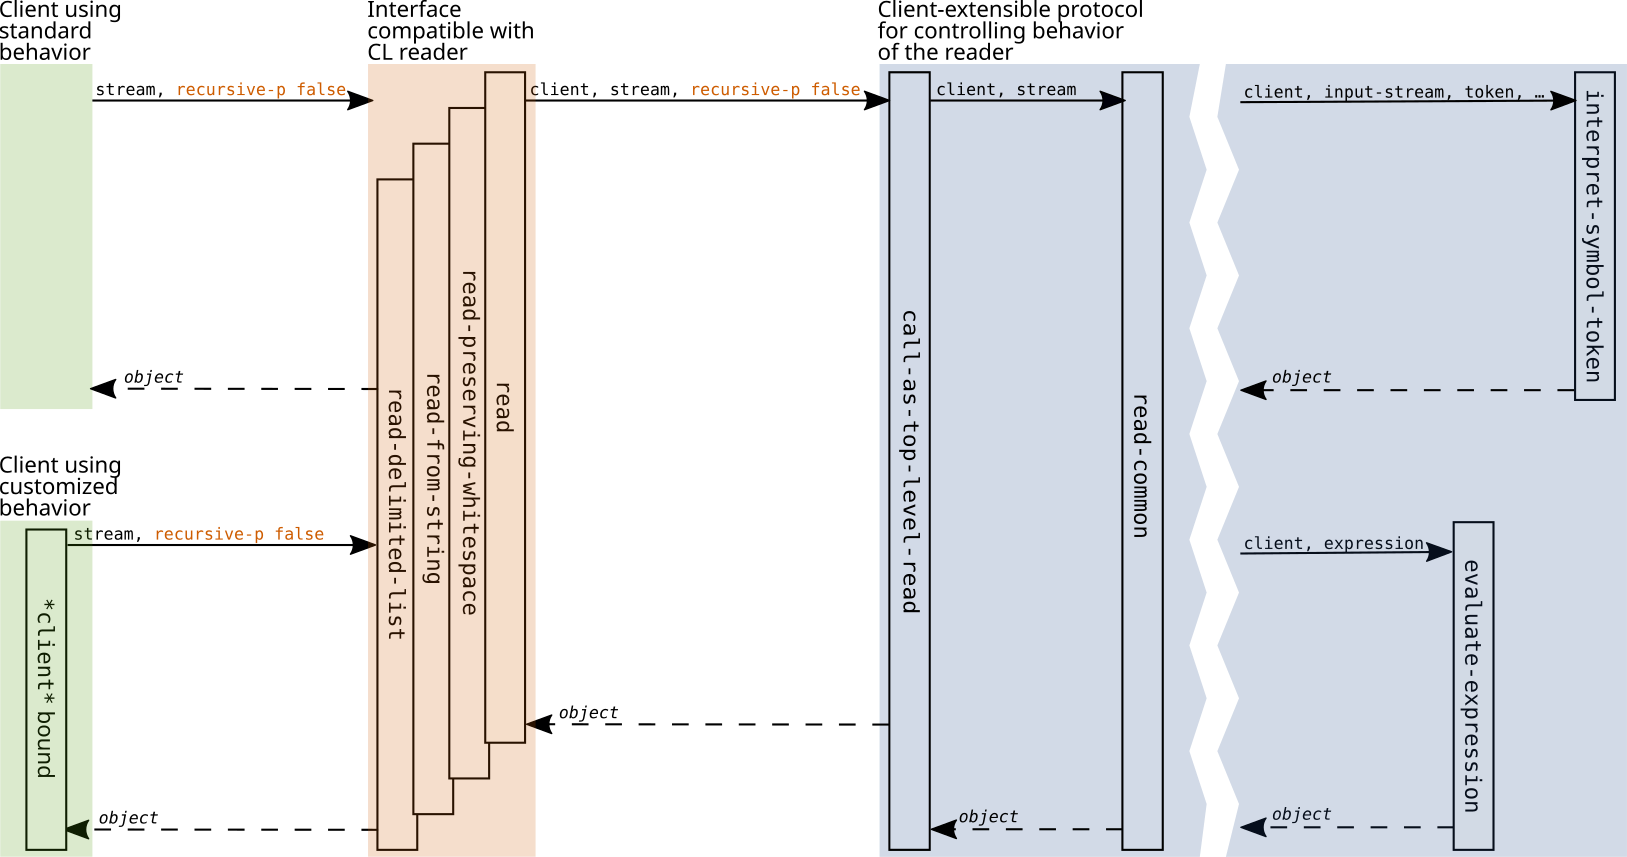 Client using
standard
behavior
Interface
compatible with
CL reader
Client-extensible protocol
for controlling behavior
of the reader
stream, recursive-p false
client, stream, recursive-p false
client, stream
client, input-stream, token, …
interpret-symbol-token
object
object
read-delimited-list
read-from-string
read-preserving-whitespace
read
call-as-top-level-read
read-common
Client using
customized
behavior
stream, recursive-p false
client, expression
*client* bound
evaluate-expression
object
object
object
object